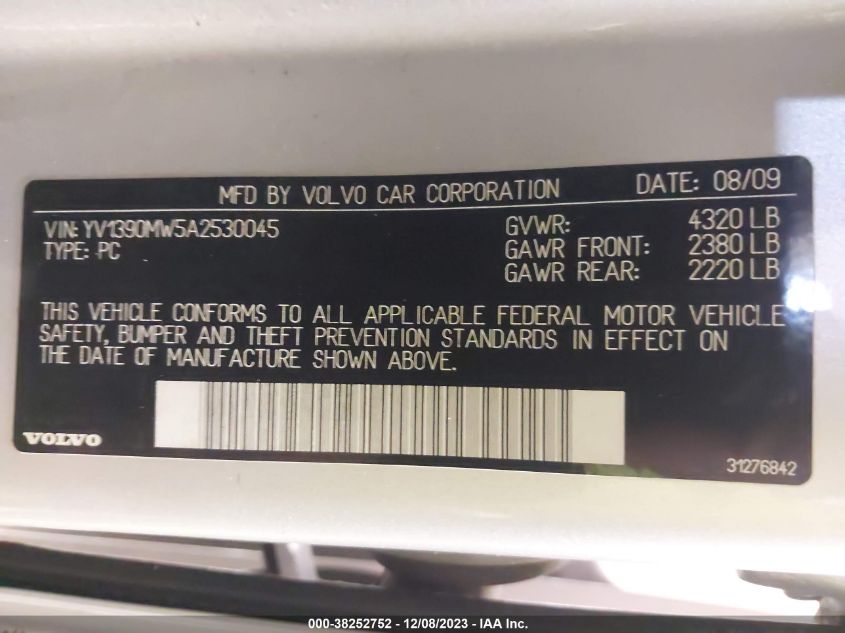 MFD BY VOLVO CAR CORPORATION DATE: 08/09
VIN: YV1390MW5A2530045 GVWR: 4320 LB
TYPE: PC GAWR FRONT: 2380 LB
GAWR REAR: 2220 LB
THIS VEHICLE CONFORMS TO ALL APPLICABLE FEDERAL MOTOR VEHICLE
SAFETY, BUMPER AND THEFT PREVENTION STANDARDS IN EFFECT ON
THE DATE OF MANUFACTURE SHOWN ABOVE.
VOLVO
31276842
000-38252752 - 12/08/2023 - IAA Inc.